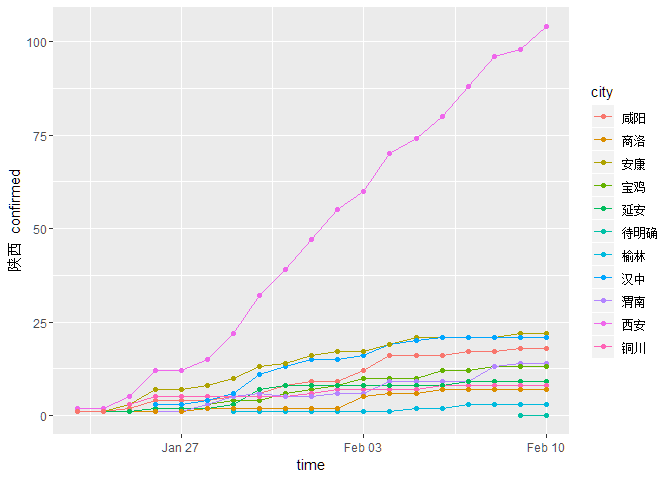 100
75
50
25
0
陕西 confirmed
Jan 27
Feb 03
Feb 10
time
city
咸阳
商洛
安康
宝鸡
延安
待明确
榆林
汉中
渭南
西安
铜川